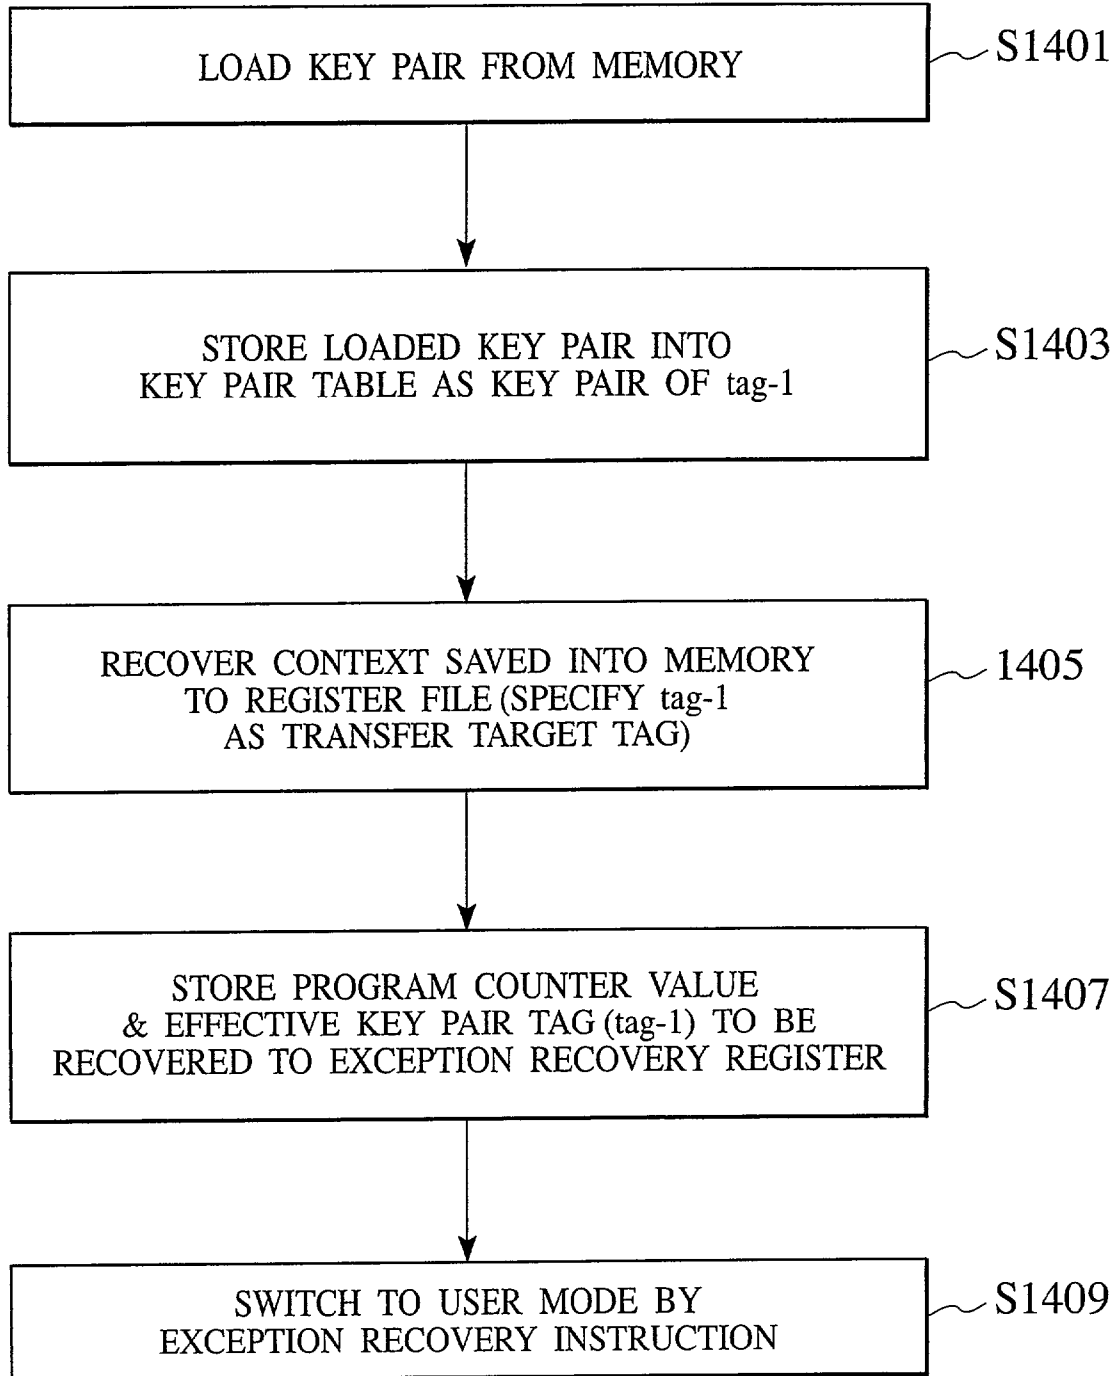 LOAD KEY PAIR FROM MEMORY
S1401
STORE LOADED KEY PAIR INTO
KEY PAIR TABLE AS KEY PAIR OF tag-1
S1403
RECOVER CONTEXT SAVED INTO MEMORY
TO REGISTER FILE (SPECIFY tag-1
AS TRANSFER TARGET TAG)
1405
STORE PROGRAM COUNTER VALUE
& EFFECTIVE KEY PAIR TAG (tag-1) TO BE
RECOVERED TO EXCEPTION RECOVERY REGISTER
S1407
SWITCH TO USER MODE BY
EXCEPTION RECOVERY INSTRUCTION
S1409